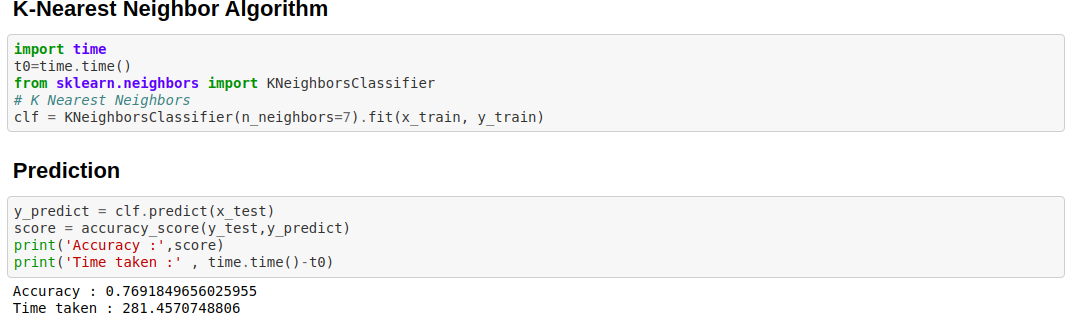 K-Nearest Neighbor Algorithm
import time
t0=time.time()
from sklearn.neighbors import KNeighborsClassifier
# K Nearest Neighbors
clf = KNeighborsClassifier(n_neighbors=7).fit(x_train, y_train)
Prediction
y_predict = clf.predict(x_test)
score = accuracy_score(y_test,y_predict)
print('Accuracy :',score)
print('Time taken :' , time.time()-t0)
Accuracy : 0.7691849656025955
Time taken : 281.4570748806